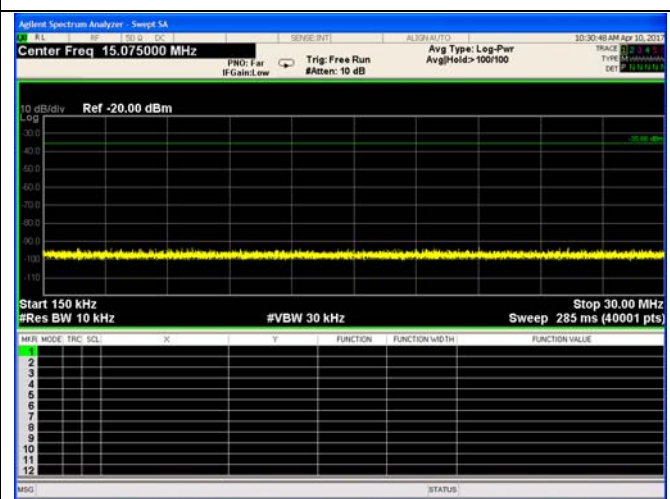 Agilent Spectrum Analyzer - Swept SA
RL RF 50 Ω DC SENSE:INT ALIGN AUTO 10:30:48 AM Apr 10, 2017
Center Freq 15.075000 MHz
PNO: Far
IFGain:Low
Trig: Free Run
#Atten: 10 dB
Avg Type: Log-Pwr
Avg|Hold:>100/100
TRACE 1 2 3 4 5
TYPE
DET P N N N N
10 dB/div Ref -20.00 dBm
Log
-30.0
-40.0
-50.0
-60.0
-70.0
-80.0
-90.0
-100
-110
Start 150 kHz
#Res BW 10 kHz
#VBW 30 kHz
Stop 30.00 MHz
Sweep 285 ms (40001 pts)
MKR MODE TRC SCL X Y FUNCTION FUNCTION WIDTH FUNCTION VALUE
1
2
3
4
5
6
7
8
9
10
11
12
MSG STATUS